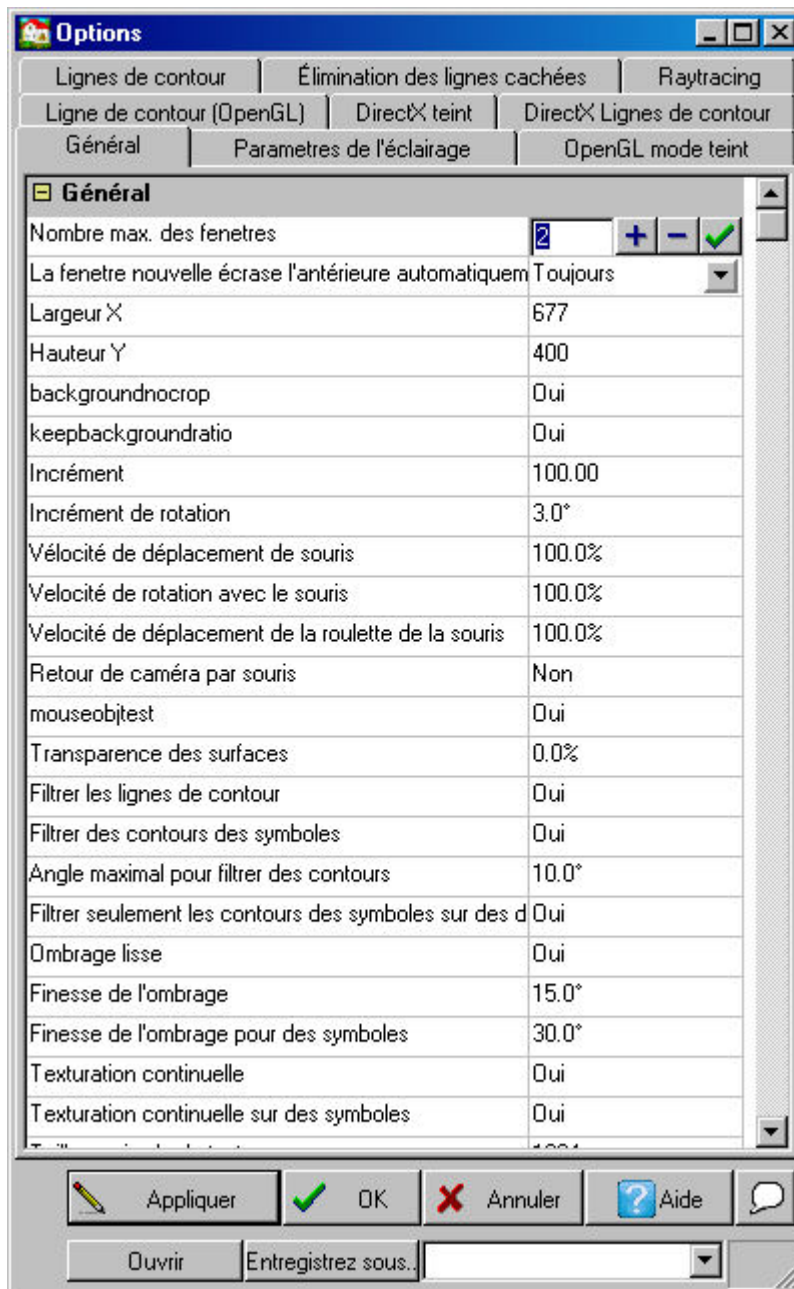 Options
Lignes de contour Élimination des lignes cachées Raytracing
Ligne de contour (OpenGL) DirectX teint DirectX Lignes de contour
Général Parametres de l'éclairage OpenGL mode teint
Général
Nombre max. des fenetres 2
La fenetre nouvelle écrase l'antérieure automatiquem Toujours
Largeur X 677
Hauteur Y 400
backgroundnocrop Oui
keepbackgroundratio Oui
Incrément 100.00
Incrément de rotation 3.0°
Vélocité de déplacement de souris 100.0%
Velocité de rotation avec le souris 100.0%
Velocité de déplacement de la roulette de la souris 100.0%
Retour de caméra par souris Non
mouseobjtest Oui
Transparence des surfaces 0.0%
Filtrer les lignes de contour Oui
Filtrer des contours des symboles Oui
Angle maximal pour filtrer des contours 10.0°
Filtrer seulement les contours des symboles sur des d Oui
Ombrage lisse Oui
Finesse de l'ombrage 15.0°
Finesse de l'ombrage pour des symboles 30.0°
Texturation continuelle Oui
Texturation continuelle sur des symboles Oui
Appliquer OK Annuler Aide
Ouvrir Entregistrez sous..